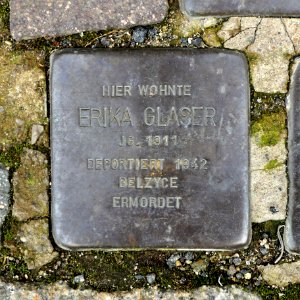 HIER WOHNTE
ERIKA GLASER
JG. 1911
DEPORTIERT 1942
BELZYCE
ERMORDET